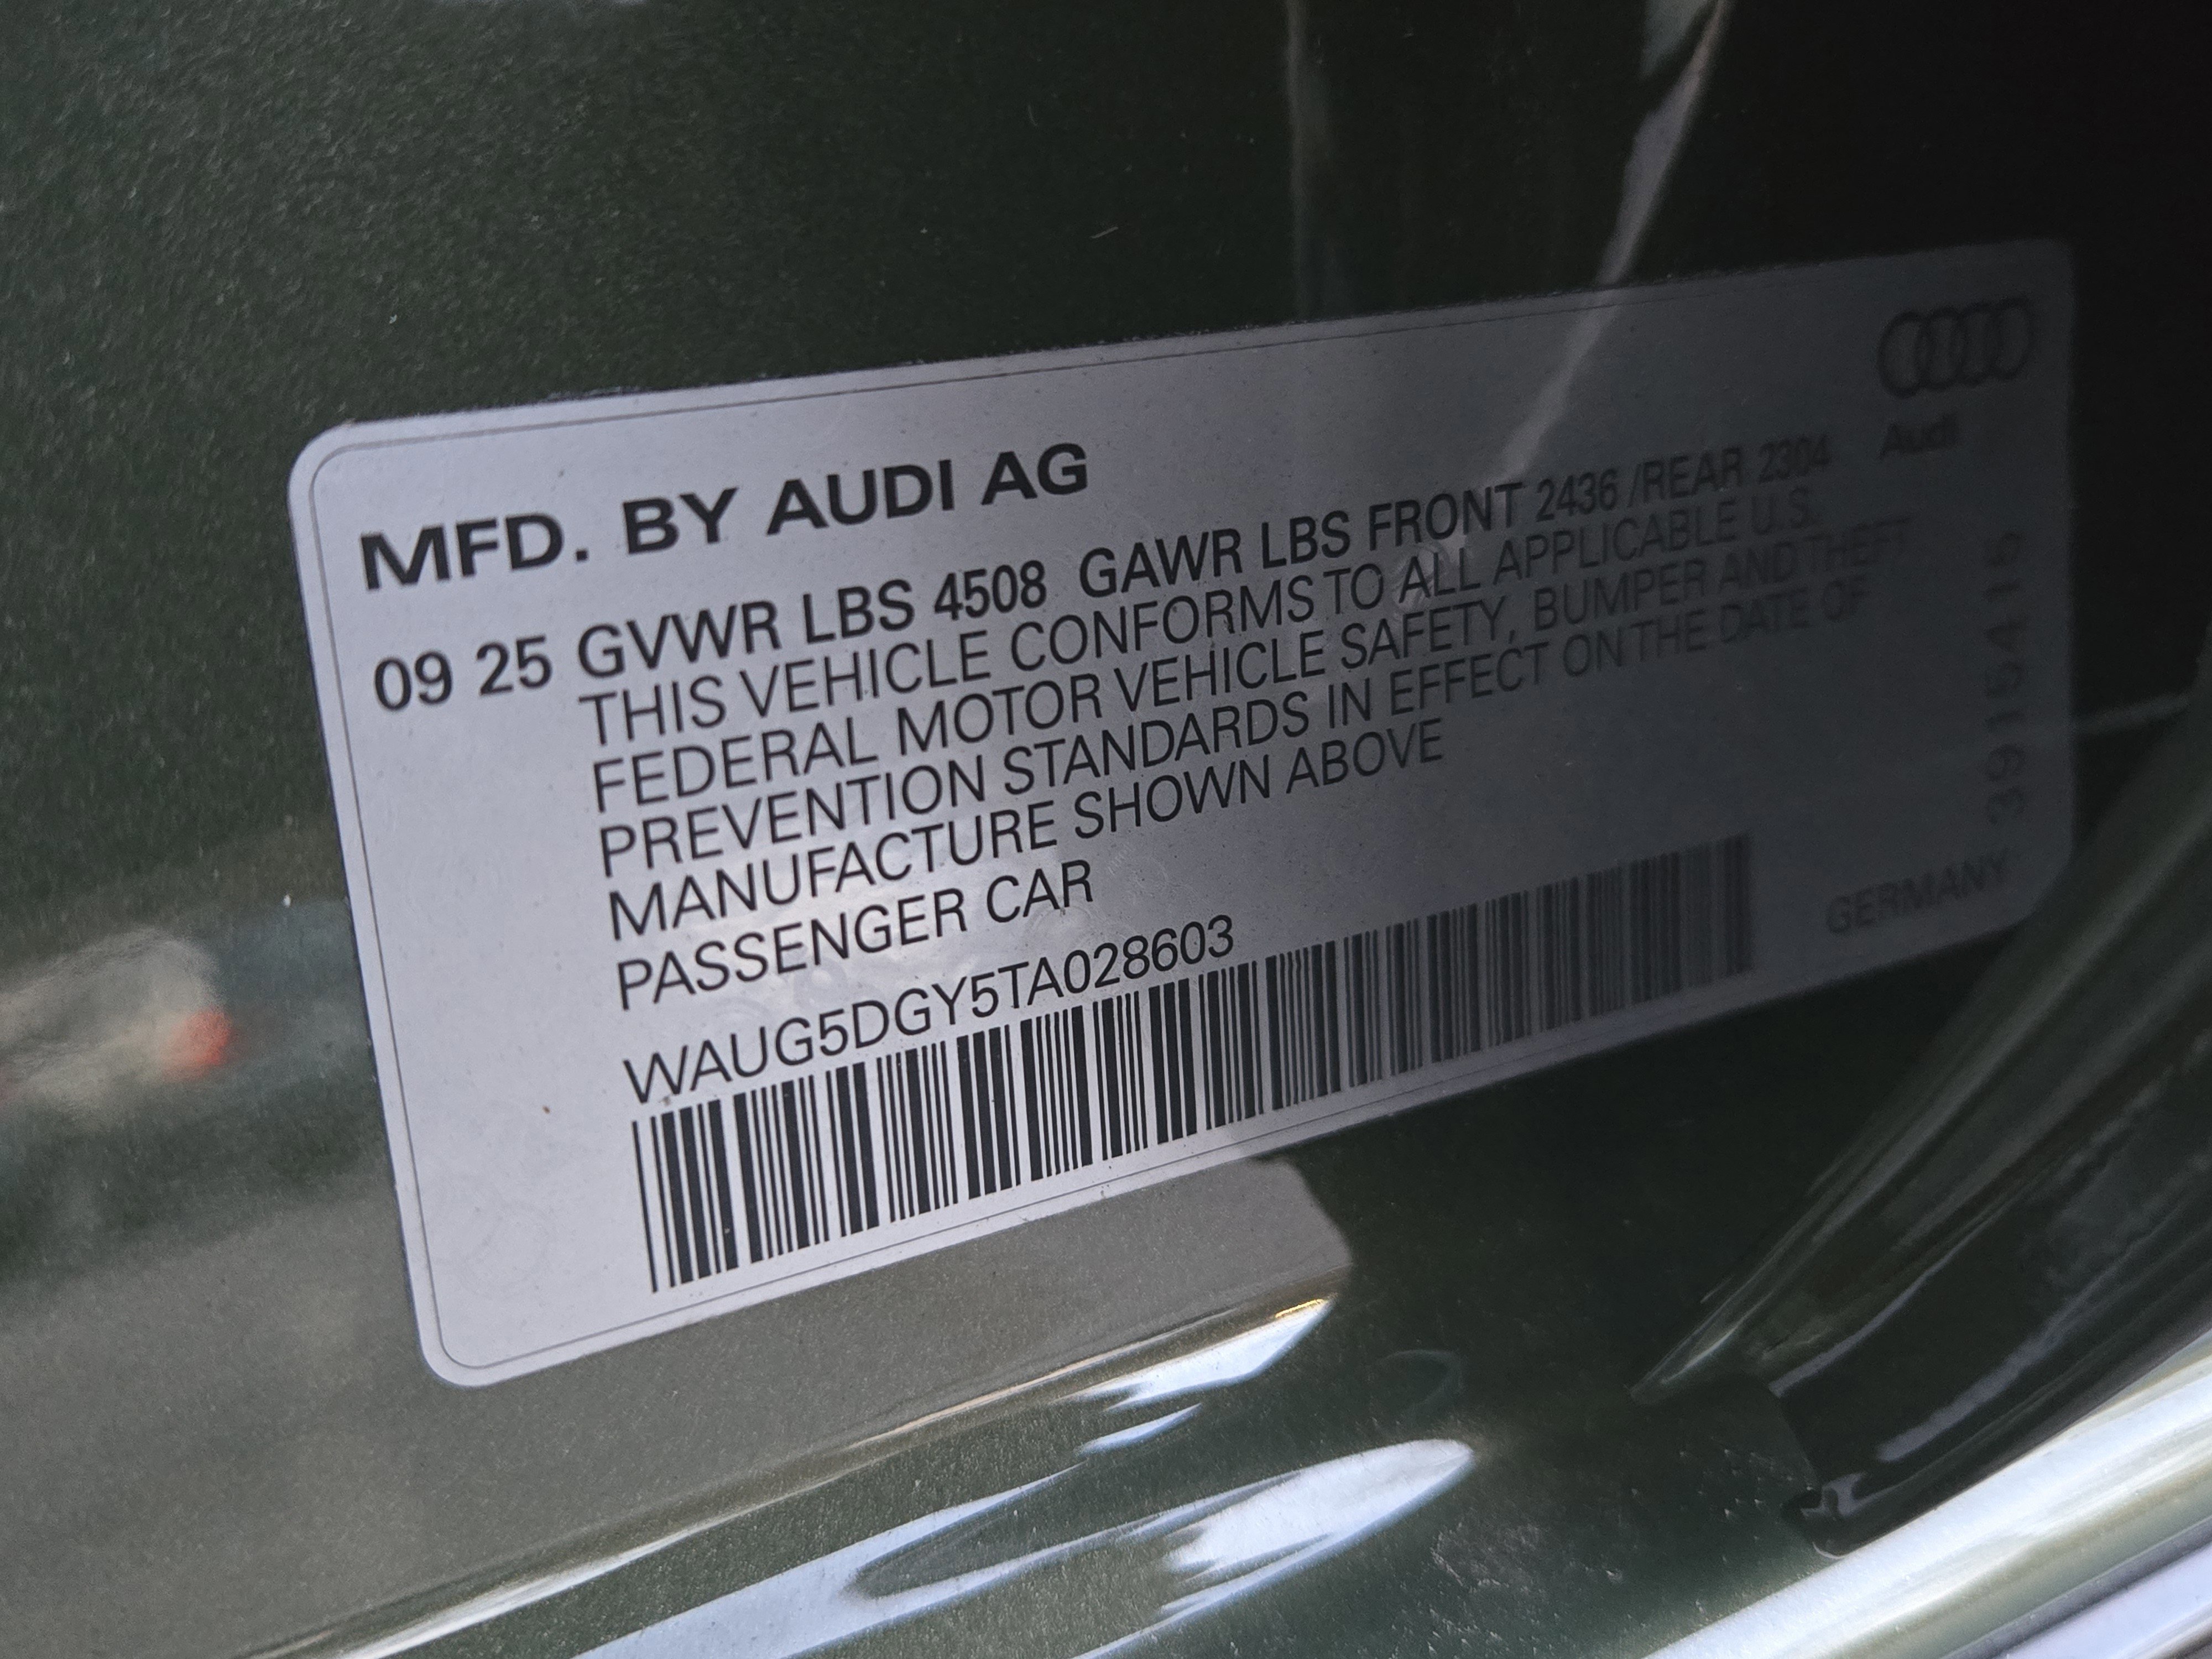 MFD. BY AUDI AG
Audi
09 25 GVWR LBS 4508 GAWR LBS FRONT 2436 /REAR 2304
THIS VEHICLE CONFORMS TO ALL APPLICABLE U.S.
FEDERAL MOTOR VEHICLE SAFETY, BUMPER AND THEFT
PREVENTION STANDARDS IN EFFECT ON THE DATE OF
MANUFACTURE SHOWN ABOVE
PASSENGER CAR
WAUG5DGY5TA028603
GERMANY
3915415